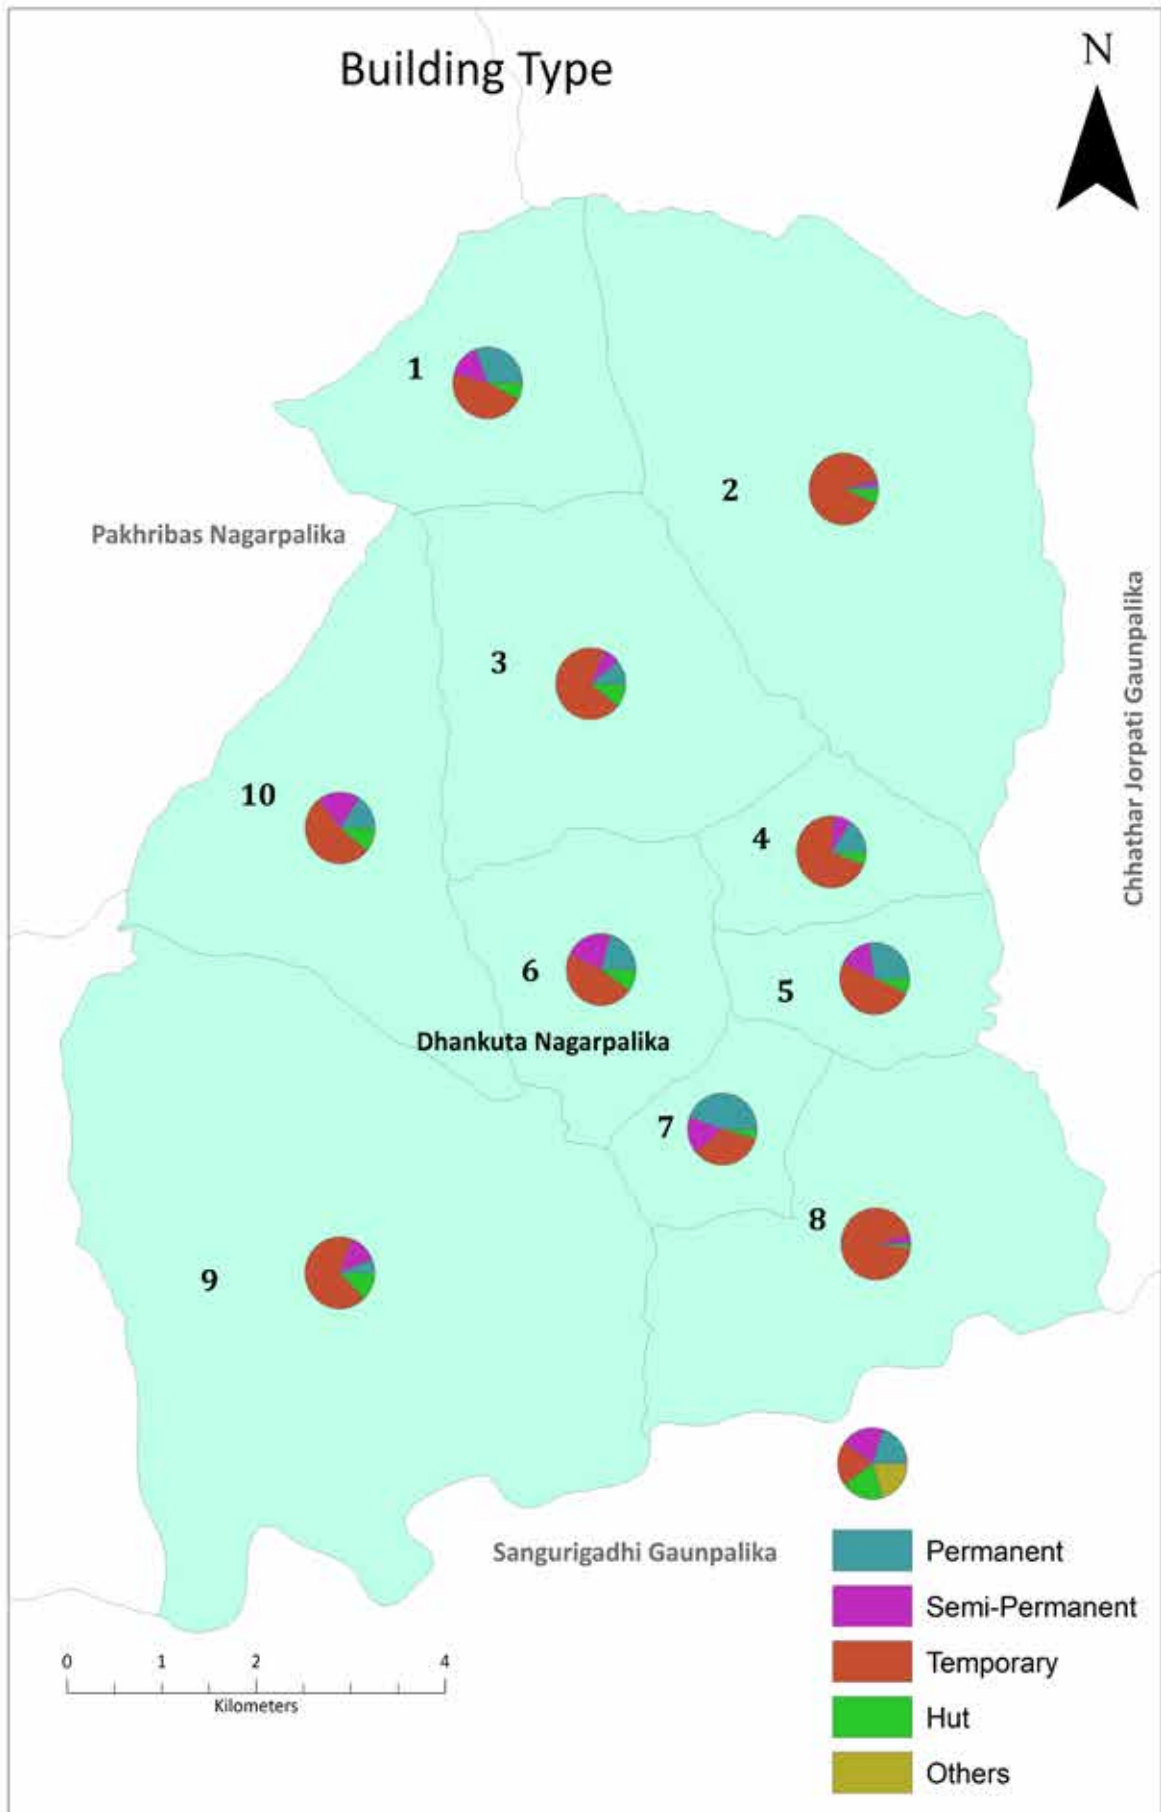 Building Type
N
1
2
Pakhribas Nagarpalika
Chhathar Jorpati Gaunpalika
3
10
4
6
5
Dhankuta Nagarpalika
7
8
9
Sangurigadhi Gaunpalika
Permanent
Semi-Permanent
Temporary
Hut
Others
0 1 2 4
Kilometers